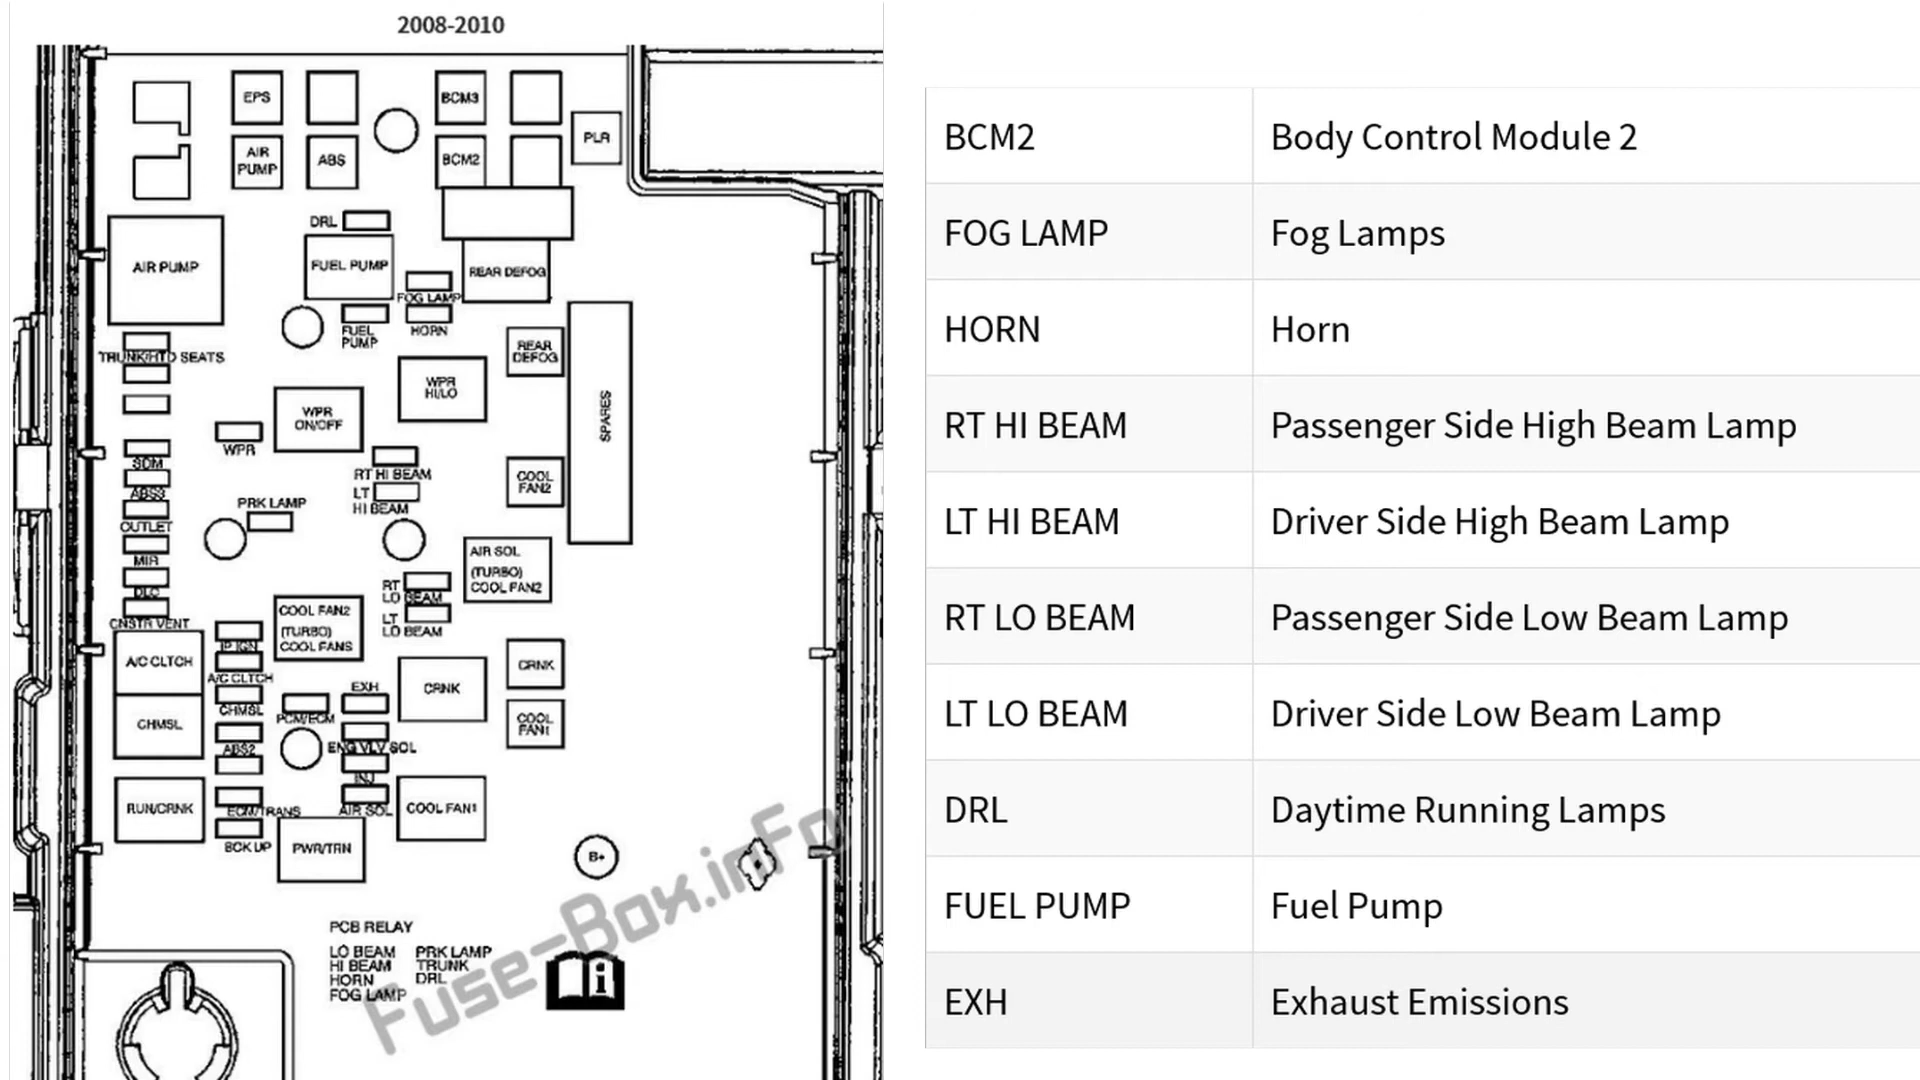 2008-2010
EPS
BCM3
PLR
AIR
PUMP
ABS
BCM2
DRL
AIR PUMP
FUEL PUMP
REAR DEFOG
FOG LAMP
FUEL
PUMP
HORN
TRUNK/HTD SEATS
REAR
DEFOG
WPR
HI/LO
SPARES
WPR
ON/OFF
WPR
SDM
RT HI BEAM
COOL
FAN2
ABS3
LT
HI BEAM
PRK LAMP
OUTLET
AIR SOL
(TURBO)
COOL FAN2
MIR
RT
LO BEAM
DLC
COOL FAN2
(TURBO)
COOL FANS
LT
LO BEAM
CNSTR VENT
IP IGN
A/C CLTCH
CRNK
A/C CLTCH
EXH
CRNK
CHMSL
PCM/ECM
CHMSL
COOL
FAN1
ABS2
ENG VLV SOL
INJ
RUN/CRNK
ECM/TRANS
AIR SOL
COOL FAN1
BCK UP
PWR/TRN
B+
PCB RELAY
LO BEAM PRK LAMP
HI BEAM TRUNK
HORN DRL
FOG LAMP
i
Fuse-Box.inFo
BCM2 Body Control Module 2
FOG LAMP Fog Lamps
HORN Horn
RT HI BEAM Passenger Side High Beam Lamp
LT HI BEAM Driver Side High Beam Lamp
RT LO BEAM Passenger Side Low Beam Lamp
LT LO BEAM Driver Side Low Beam Lamp
DRL Daytime Running Lamps
FUEL PUMP Fuel Pump
EXH Exhaust Emissions